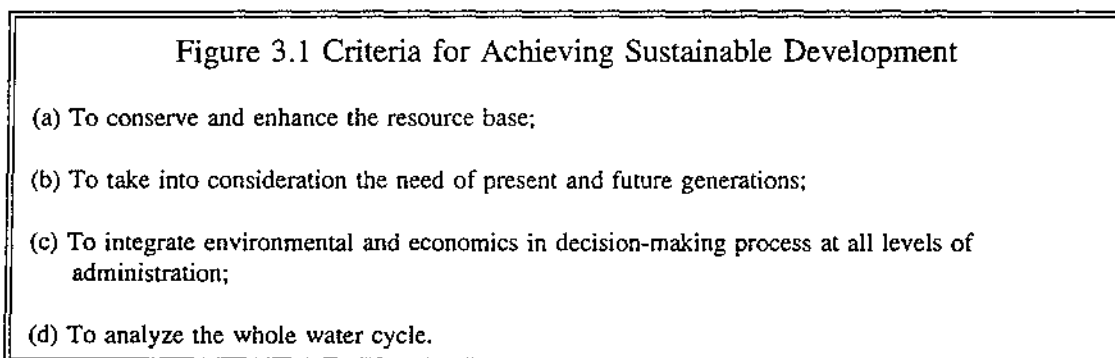 Figure 3.1 Criteria for Achieving Sustainable Development
(a) To conserve and enhance the resource base;
(b) To take into consideration the need of present and future generations;
(c) To integrate environmental and economics in decision-making process at all levels of
administration;
(d) To analyze the whole water cycle.